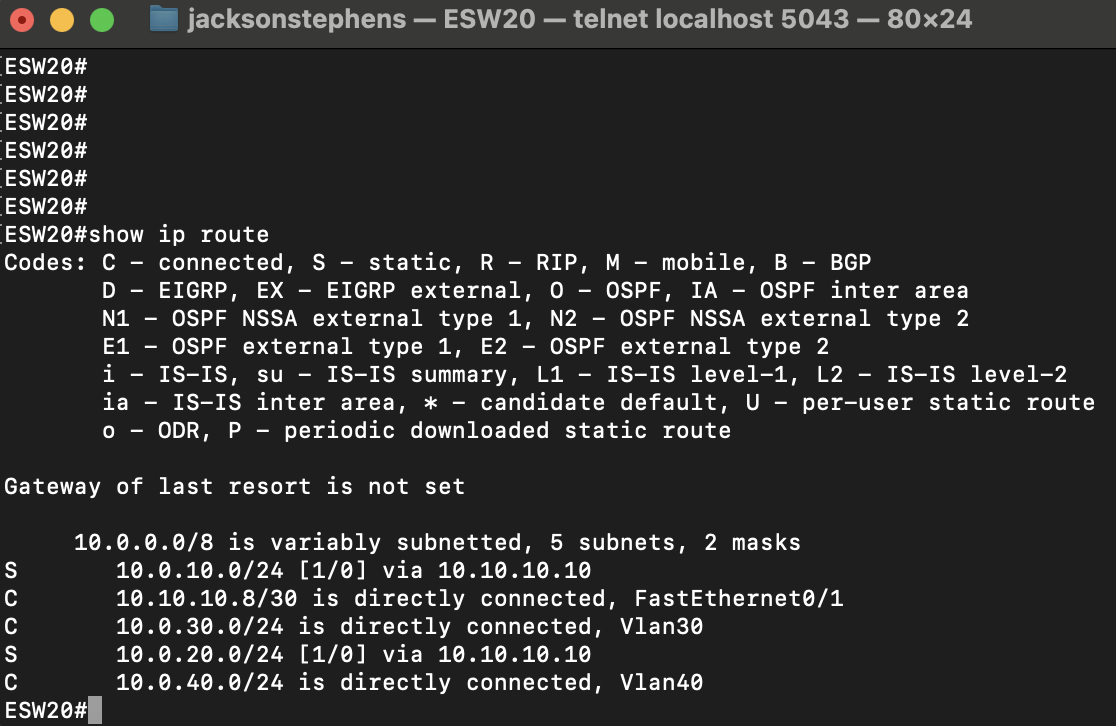 jacksonstephens — ESW20 — telnet localhost 5043 — 80×24
[ESW20#
[ESW20#
[ESW20#
[ESW20#
[ESW20#
[ESW20#
[ESW20#show ip route
Codes: C - connected, S - static, R - RIP, M - mobile, B - BGP
       D - EIGRP, EX - EIGRP external, O - OSPF, IA - OSPF inter area
       N1 - OSPF NSSA external type 1, N2 - OSPF NSSA external type 2
       E1 - OSPF external type 1, E2 - OSPF external type 2
       i - IS-IS, su - IS-IS summary, L1 - IS-IS level-1, L2 - IS-IS level-2
       ia - IS-IS inter area, * - candidate default, U - per-user static route
       o - ODR, P - periodic downloaded static route
Gateway of last resort is not set
     10.0.0.0/8 is variably subnetted, 5 subnets, 2 masks
S       10.0.10.0/24 [1/0] via 10.10.10.10
C       10.10.10.8/30 is directly connected, FastEthernet0/1
C       10.0.30.0/24 is directly connected, Vlan30
S       10.0.20.0/24 [1/0] via 10.10.10.10
C       10.0.40.0/24 is directly connected, Vlan40
ESW20#